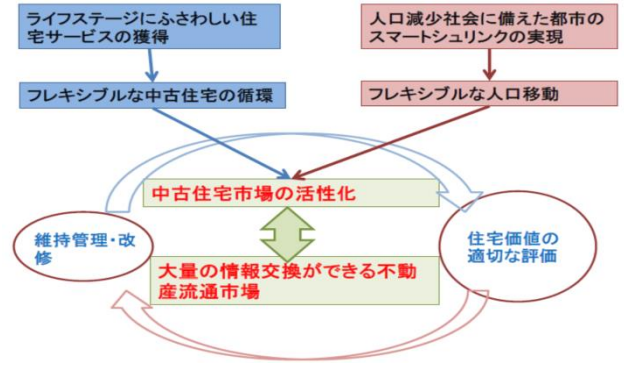 ライフステージにふさわしい住
宅サービスの獲得
人口減少社会に備えた都市の
スマートシュリンクの実現
フレキシブルな中古住宅の循環
フレキシブルな人口移動
中古住宅市場の活性化
維持管理・改
修
住宅価値の
適切な評価
大量の情報交換ができる不動
産流通市場